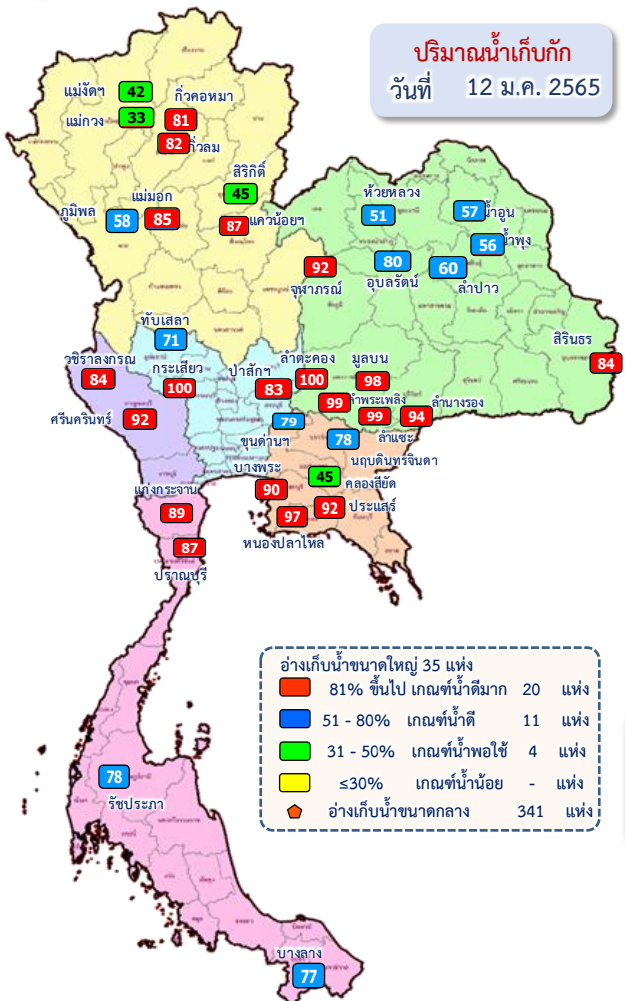 ปริมาณน้ำเก็บกัก
วันที่ 12 ม.ค. 2565
แม่งัดฯ 42
กิ่วคอหมา 81
แม่กวง 33
82 กิ่วลม
สิริกิติ์ 45
ภูมิพล 58
แม่มอก 85
87 แควน้อยฯ
ห้วยหลวง 51
57 น้ำอูน
56 น้ำพุง
80 อุบลรัตน์
60 ลำปาว
92 จุฬาภรณ์
ทับเสลา 71
สิรินธร 84
วชิราลงกรณ 84
กระเสียว 100
ป่าสักฯ 83
ลำตะคอง 100
มูลบน 98
99 ลำพระเพลิง
99 ลำแชะ
94 ลำนางรอง
ศรีนครินทร์ 92
79 ขุนด่านฯ
78 นฤบดินทรจินดา
บางพระ 90
45 คลองสียัด
92 ประแสร์
97 หนองปลาไหล
แก่งกระจาน 89
87 ปราณบุรี
78 รัชประภา
บางลาง 77
อ่างเก็บน้ำขนาดใหญ่ 35 แห่ง
81% ขึ้นไป เกณฑ์น้ำดีมาก 20 แห่ง
51 - 80% เกณฑ์น้ำดี 11 แห่ง
31 - 50% เกณฑ์น้ำพอใช้ 4 แห่ง
≤30% เกณฑ์น้ำน้อย - แห่ง
อ่างเก็บน้ำขนาดกลาง 341 แห่ง